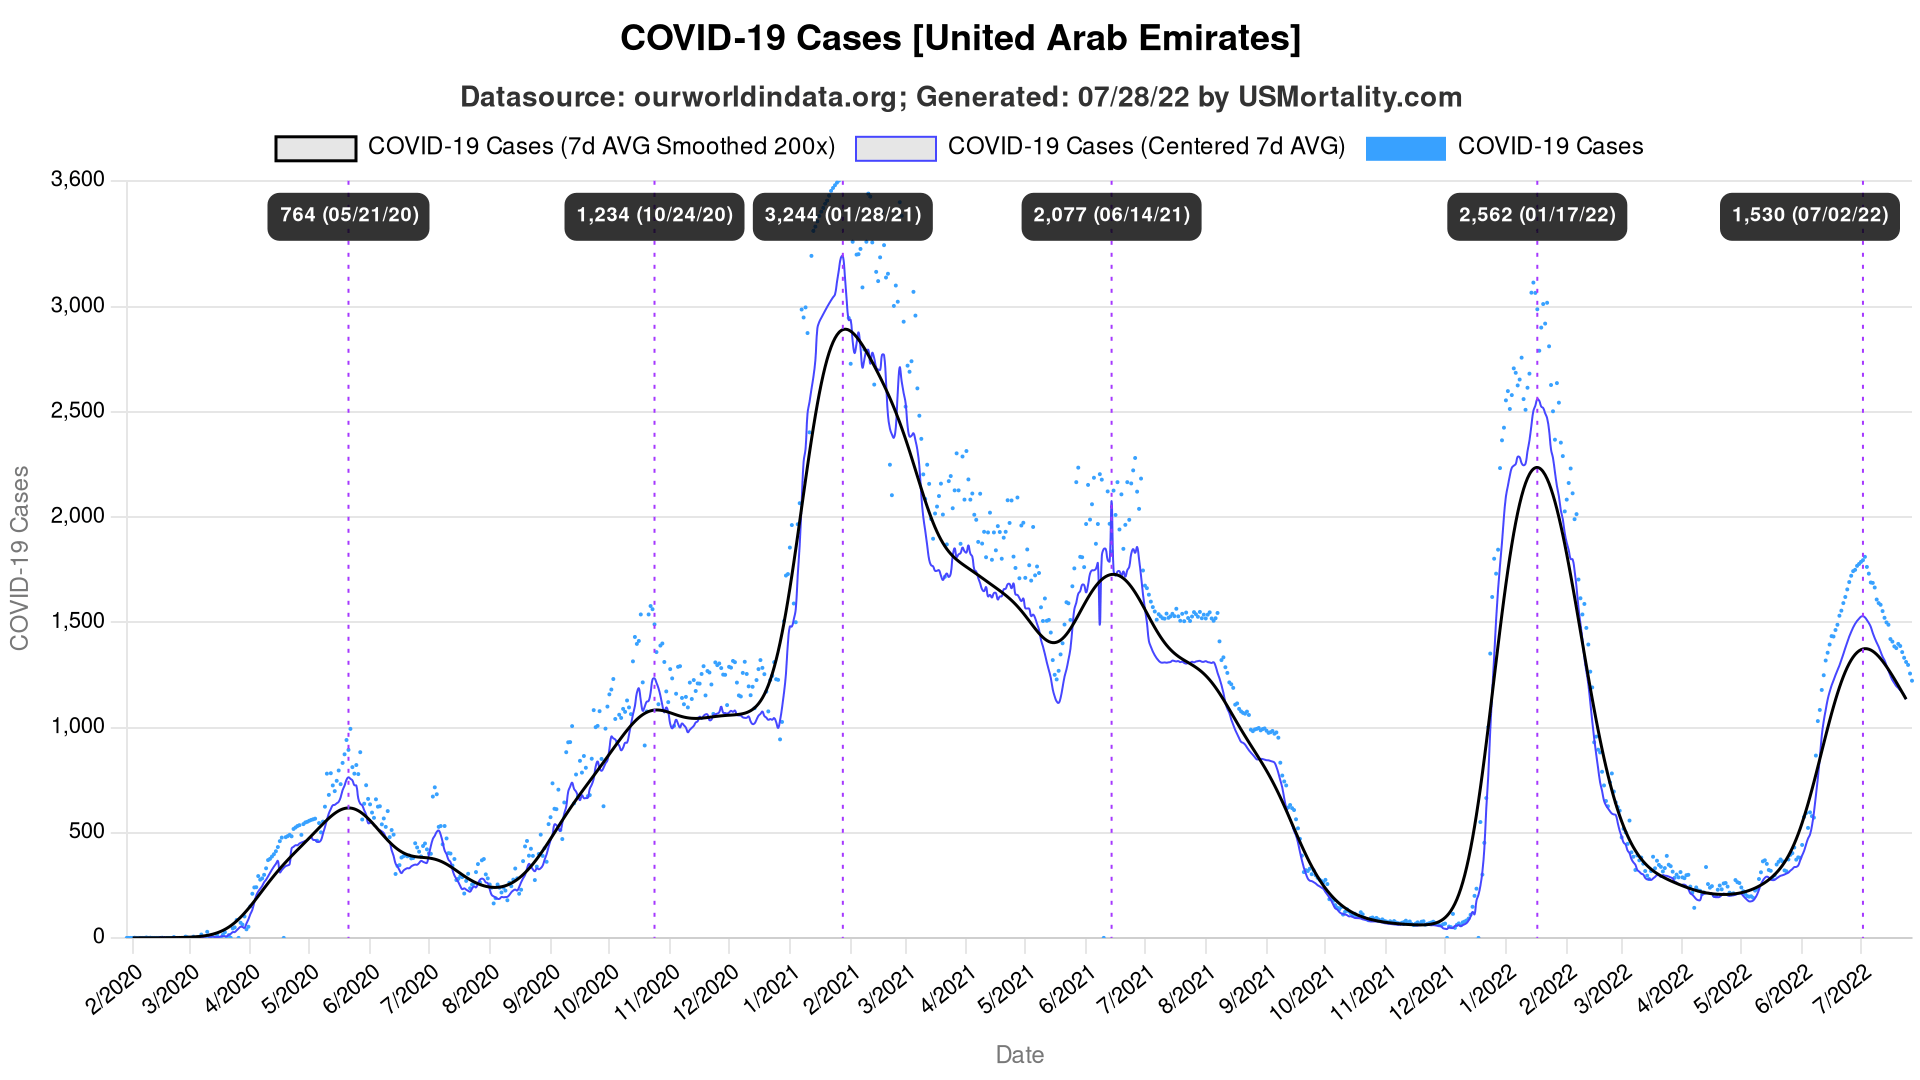 COVID-19 Cases [United Arab Emirates]
Datasource: ourworldindata.org; Generated: 07/28/22 by USMortality.com
COVID-19 Cases (7d AVG Smoothed 200x) COVID-19 Cases (Centered 7d AVG) COVID-19 Cases
764 (05/21/20) 1,234 (10/24/20) 3,244 (01/28/21) 2,077 (06/14/21) 2,562 (01/17/22) 1,530 (07/02/22)
COVID-19 Cases
3,600
3,000
2,500
2,000
1,500
1,000
500
0
2/2020 3/2020 4/2020 5/2020 6/2020 7/2020 8/2020 9/2020 10/2020 11/2020 12/2020 1/2021 2/2021 3/2021 4/2021 5/2021 6/2021 7/2021 8/2021 9/2021 10/2021 11/2021 12/2021 1/2022 2/2022 3/2022 4/2022 5/2022 6/2022 7/2022
Date